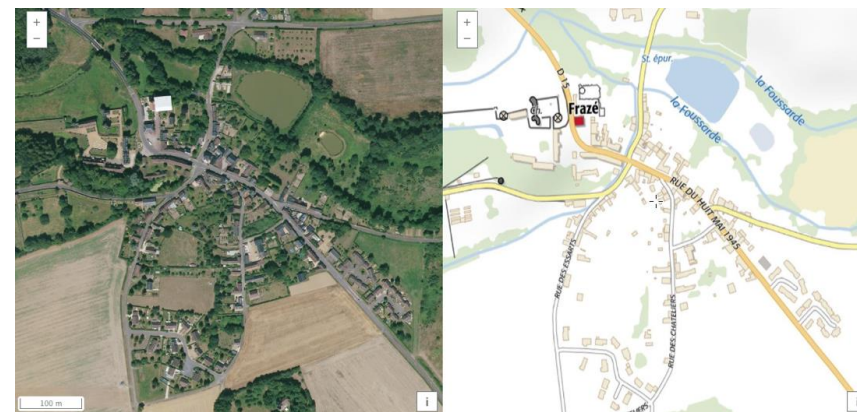 +
−
100 m
i
+
−
St. épur
D 15
la Foussarde
Frazé
la Foussarde
RUE DU HUIT MAI 1945
RUE DES ESSARTS
RUE DES CHATELIERS